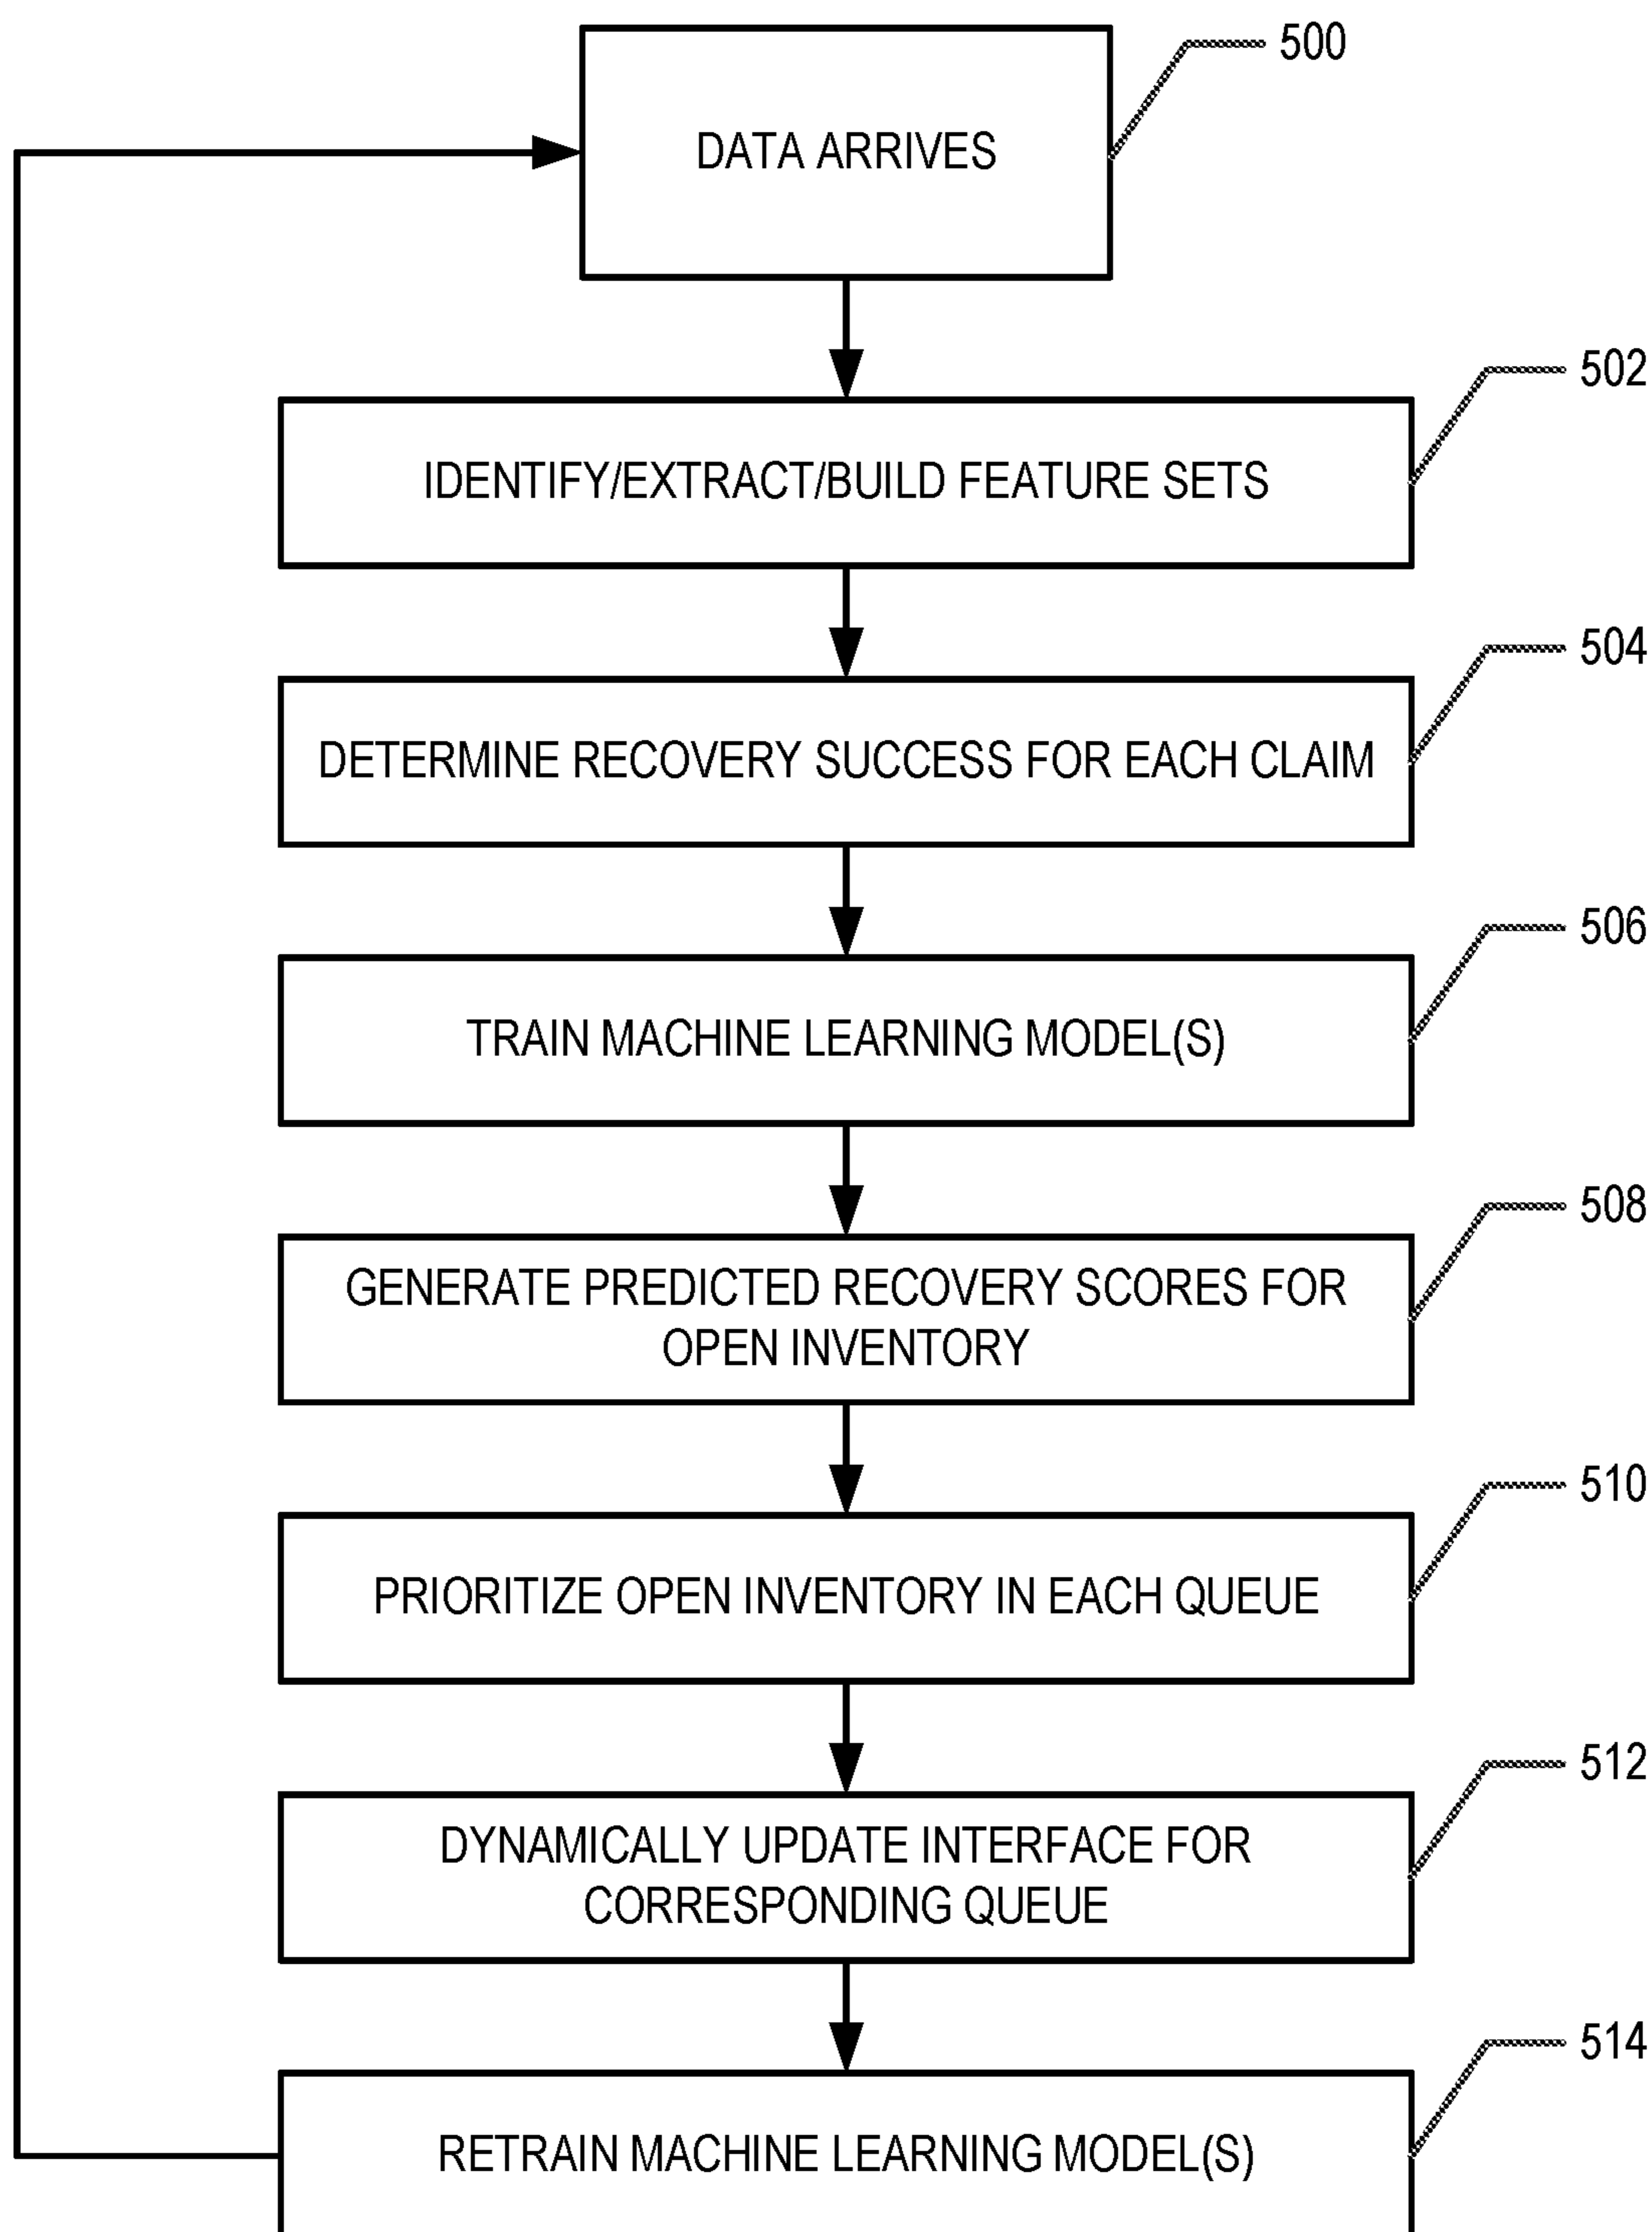 500
DATA ARRIVES
502
IDENTIFY/EXTRACT/BUILD FEATURE SETS
504
DETERMINE RECOVERY SUCCESS FOR EACH CLAIM
506
TRAIN MACHINE LEARNING MODEL(S)
508
GENERATE PREDICTED RECOVERY SCORES FOR
OPEN INVENTORY
510
PRIORITIZE OPEN INVENTORY IN EACH QUEUE
512
DYNAMICALLY UPDATE INTERFACE FOR
CORRESPONDING QUEUE
514
RETRAIN MACHINE LEARNING MODEL(S)